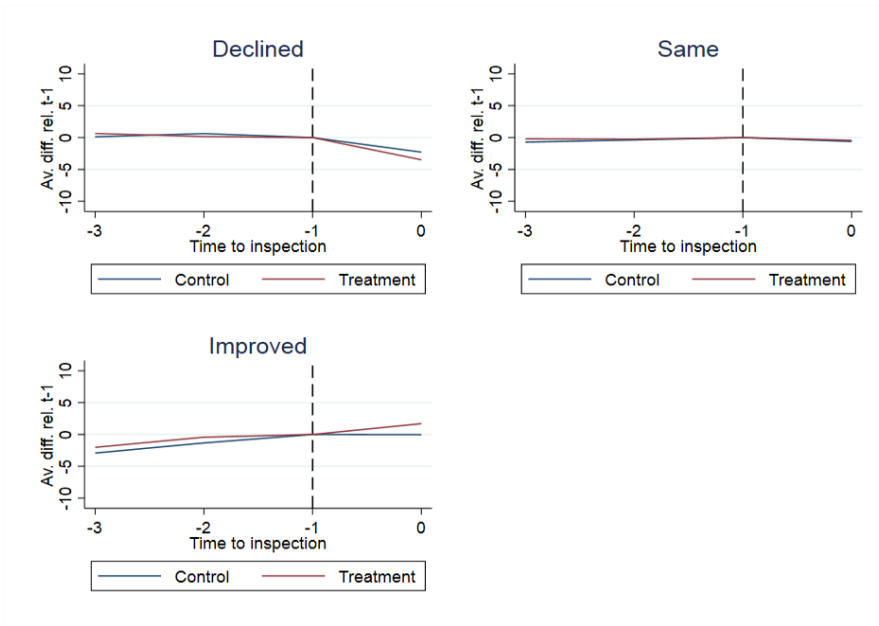 Declined
Av. diff. rel. t-1
10
5
0
-5
-10
-3 -2 -1 0
Time to inspection
Control Treatment
Same
Av. diff. rel. t-1
10
5
0
-5
-10
-3 -2 -1 0
Time to inspection
Control Treatment
Improved
Av. diff. rel. t-1
10
5
0
-5
-10
-3 -2 -1 0
Time to inspection
Control Treatment